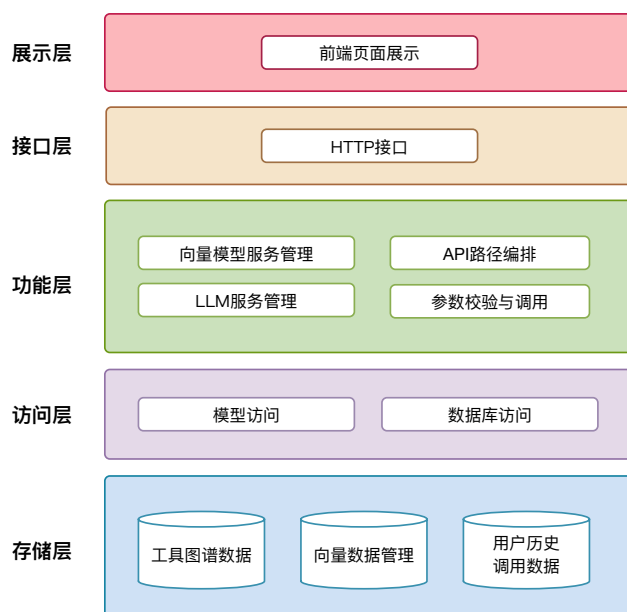 展示层
前端页面展示
接口层
HTTP接口
功能层
向量模型服务管理
API路径编排
LLM服务管理
参数校验与调用
访问层
模型访问
数据库访问
存储层
工具图谱数据
向量数据管理
用户历史
调用数据